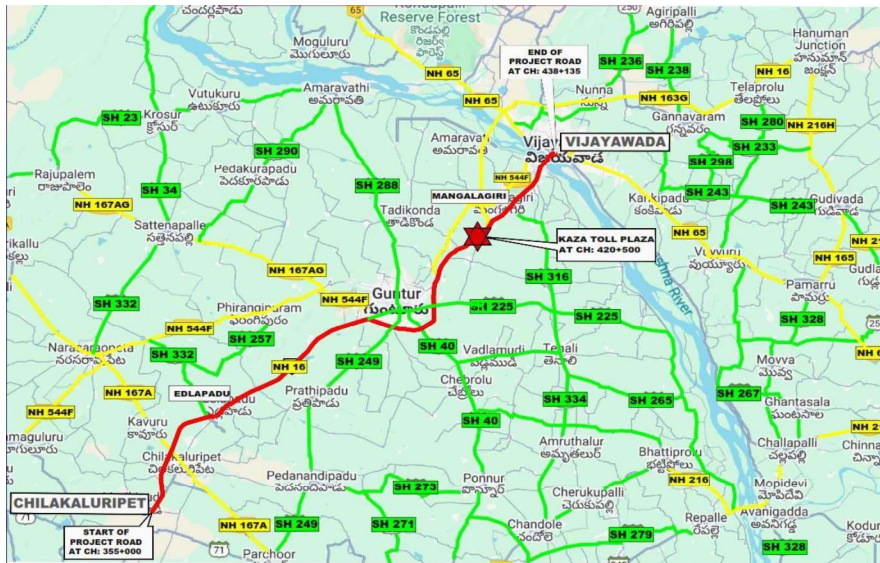 చందర్లపాడు
65
Kondapalli
Reserve Forest
కొండపల్లి
రిజర్వ్
ఫారెస్ట్
Moguluru
మొగులూరు
Agiripalli
అగిరిపల్లి
Hanuman
Junction
హనుమాన్
జంక్షన్
END OF
PROJECT ROAD
AT CH: 438+135
SH 236
SH 238
NH 16
NH 65
NH 65
Nunna
నున్న
NH 163G
Telaprolu
తేలప్రోలు
Vutukuru
ఉటుకూరు
Amaravathi
అమరావతి
SH 23
Krosur
క్రోసూర్
Gannavaram
గన్నవరం
SH 280
NH 216H
SH 233
Amaravati
అమరావతి
VIJAYAWADA
విజయవాడ
SH 298
SH 290
Rajupalem
రాజుపాలెం
Pedakurapadu
పెదకూరపాడు
SH 34
NH 544F
SH 243
SH 243
Gudivada
గుడివాడ
SH 288
MANGALAGIRI
Kankipadu
కంకిపాడు
NH 167AG
Tadikonda
తాడికొండ
Sattenapalle
సత్తెనపల్లి
KAZA TOLL PLAZA
AT CH: 420+500
NH 65
Vuyyuru
వుయ్యూరు
NH 165
NH 167AG
SH 316
Pamarru
పామర్రు
SH 332
Guntur
గుంటూరు
Phirangipuram
ఫిరంగిపురం
NH 544F
SH 225
SH 225
SH 328
NH 544F
SH 332
SH 257
SH 249
SH 40
Narasaraopeta
నరసరావుపేట
NH 16
Vadlamudi
వడ్లమూడి
Tenali
తెనాలి
Movva
మొవ్వ
NH 167A
EDLAPADU
Prathipadu
ప్రతిపాడు
Chebrolu
చేబ్రోలు
SH 334
SH 265
SH 267
Ghantasala
ఘంటసాల
NH 544F
Kavuru
కావూరు
SH 40
Amruthalur
అమృతలూర్
Challapalli
చల్లపల్లి
Bhattiprolu
భట్టిప్రోలు
Pedanandipadu
పెదనందిపాడు
SH 273
Ponnur
పొన్నూర్
NH 216
Mopidevi
మోపిదేవి
CHILAKALURIPET
Cherukupalli
చెరుకుపల్లి
START OF
PROJECT ROAD
AT CH: 355+000
NH 167A
SH 249
SH 271
Chandole
చందోలే
SH 279
Repalle
రేపల్లె
Avanigadda
అవనిగడ్డ
71
Parchoor
SH 328